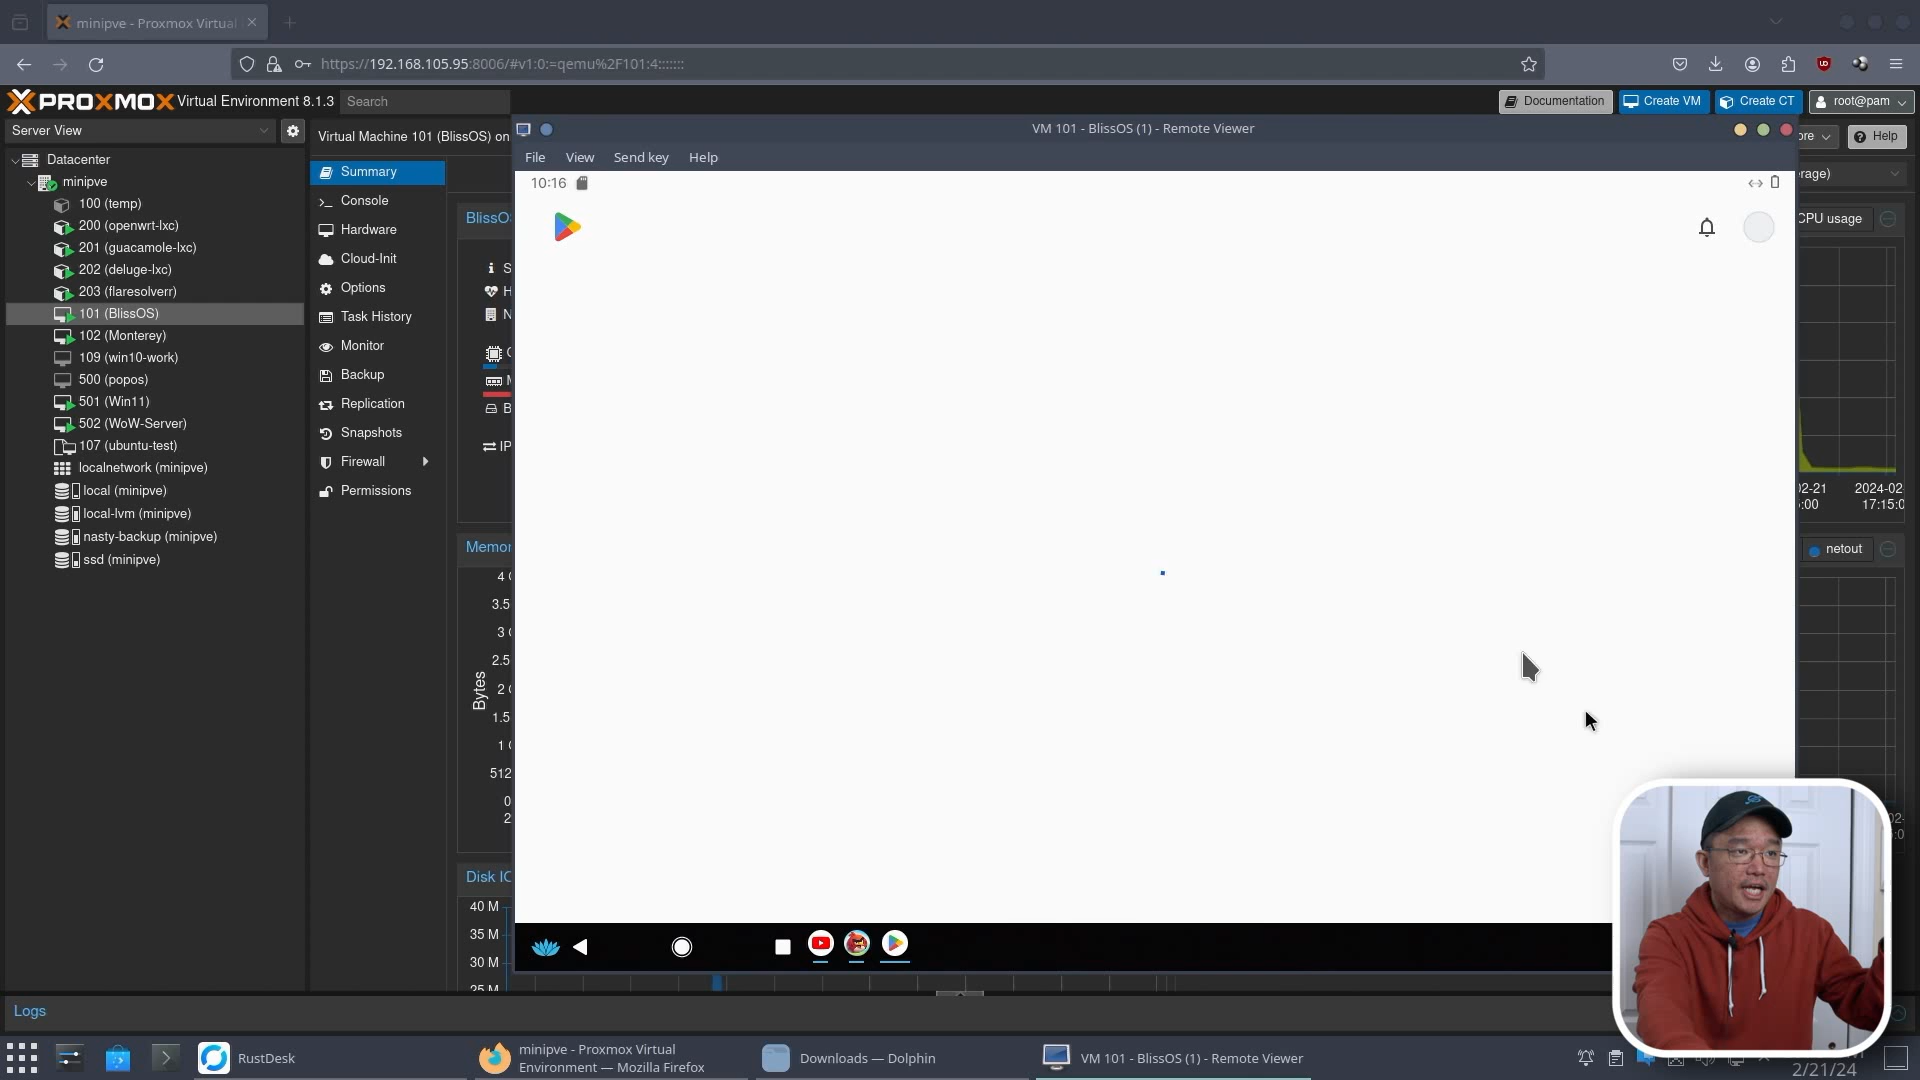 minipve - Proxmox Virtual
https://192.168.105.95:8006/#v1:0:=qemu%2F101:4:::::::
PROXMOX Virtual Environment 8.1.3
Search
Documentation
Create VM
Create CT
root@pam
Server View
Virtual Machine 101 (BlissOS) on
Help
Datacenter
minipve
100 (temp)
200 (openwrt-lxc)
201 (guacamole-lxc)
202 (deluge-lxc)
203 (flaresolverr)
101 (BlissOS)
102 (Monterey)
109 (win10-work)
500 (popos)
501 (Win11)
502 (WoW-Server)
107 (ubuntu-test)
localnetwork (minipve)
local (minipve)
local-lvm (minipve)
nasty-backup (minipve)
ssd (minipve)
Summary
Console
Hardware
Cloud-Init
Options
Task History
Monitor
Backup
Replication
Snapshots
Firewall
Permissions
VM 101 - BlissOS (1) - Remote Viewer
File
View
Send key
Help
10:16
CPU usage
02-21
2024-02
17:15:0
netout
Bytes
3.5
2.5
1.5
512
0
2
40 M
35 M
30 M
25 M
Logs
RustDesk
minipve - Proxmox Virtual
Environment — Mozilla Firefox
Downloads — Dolphin
VM 101 - BlissOS (1) - Remote Viewer
2/21/24